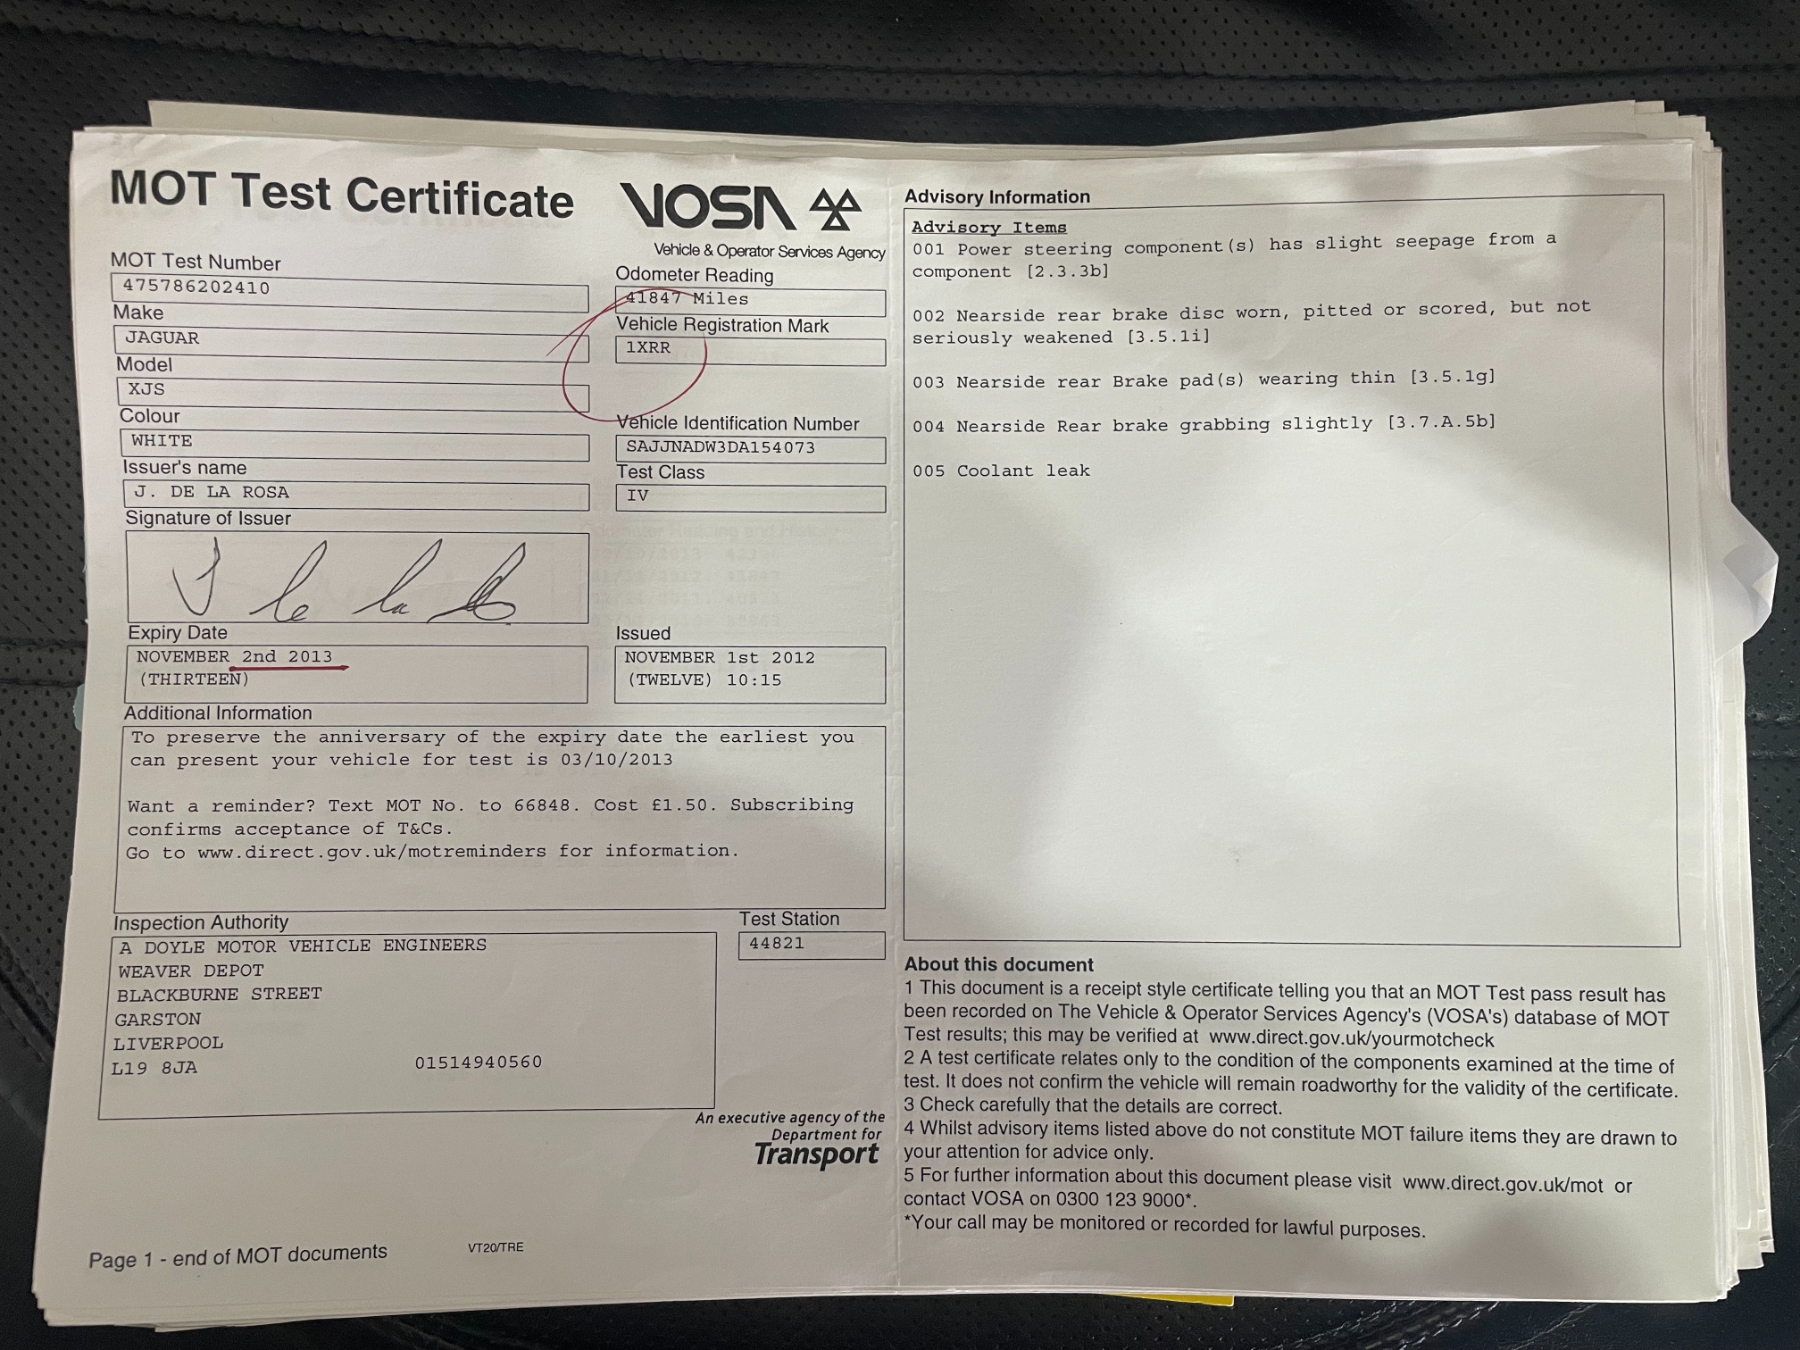 MOT Test Certificate
VOSA
Vehicle & Operator Services Agency
MOT Test Number
475786202410
Odometer Reading
41847 Miles
Make
JAGUAR
Vehicle Registration Mark
1XRR
Model
XJS
Colour
WHITE
Vehicle Identification Number
SAJJNADW3DA154073
Issuer's name
J. DE LA ROSA
Test Class
IV
Signature of Issuer
Expiry Date
NOVEMBER 2nd 2013
(THIRTEEN)
Issued
NOVEMBER 1st 2012
(TWELVE) 10:15
Additional Information
To preserve the anniversary of the expiry date the earliest you
can present your vehicle for test is 03/10/2013
Want a reminder? Text MOT No. to 66848. Cost £1.50. Subscribing
confirms acceptance of T&Cs.
Go to www.direct.gov.uk/motreminders for information.
Inspection Authority
A DOYLE MOTOR VEHICLE ENGINEERS
WEAVER DEPOT
BLACKBURNE STREET
GARSTON
LIVERPOOL
L19 8JA 01514940560
Test Station
44821
An executive agency of the
Department for
Transport
Page 1 - end of MOT documents
VT20/TRE
Advisory Information
Advisory Items
001 Power steering component(s) has slight seepage from a
component [2.3.3b]
002 Nearside rear brake disc worn, pitted or scored, but not
seriously weakened [3.5.1i]
003 Nearside rear Brake pad(s) wearing thin [3.5.1g]
004 Nearside Rear brake grabbing slightly [3.7.A.5b]
005 Coolant leak
About this document
1 This document is a receipt style certificate telling you that an MOT Test pass result has
been recorded on The Vehicle & Operator Services Agency's (VOSA's) database of MOT
Test results; this may be verified at www.direct.gov.uk/yourmotcheck
2 A test certificate relates only to the condition of the components examined at the time of
test. It does not confirm the vehicle will remain roadworthy for the validity of the certificate.
3 Check carefully that the details are correct.
4 Whilst advisory items listed above do not constitute MOT failure items they are drawn to
your attention for advice only.
5 For further information about this document please visit www.direct.gov.uk/mot or
contact VOSA on 0300 123 9000*.
*Your call may be monitored or recorded for lawful purposes.